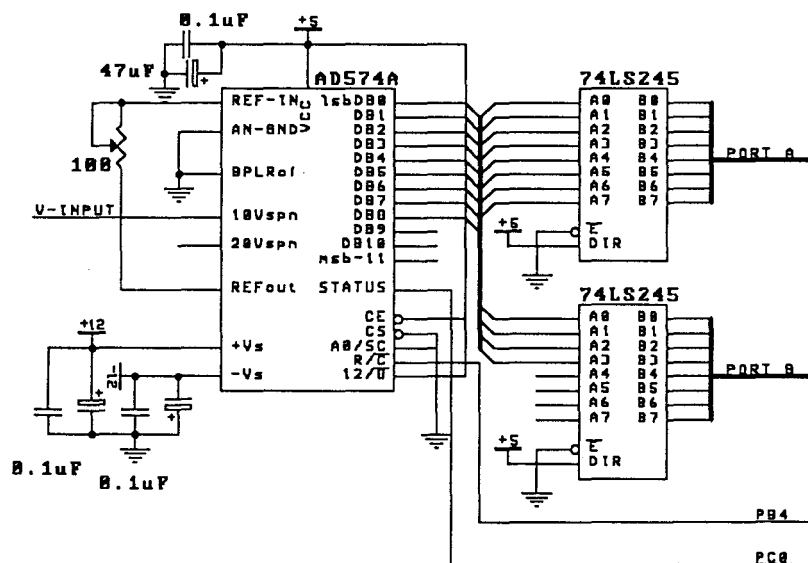 0.1uF
+5
47uF
AD574A
74LS245
REF-IN
VCC
lsbDB0
AN-GND
DB1
DB2
BPLRof
DB3
DB4
DB5
DB6
10Vspn
DB7
DB8
20Vspn
DB9
DB10
msb-11
REFout
STATUS
CE
CS
+Vs
A0/SC
R/C
-Vs
12/8
100
V-INPUT
+12
-12
0.1uF
0.1uF
A0 B0
A1 B1
A2 B2
A3 B3
A4 B4
A5 B5
A6 B6
A7 B7
E
DIR
+5
PORT A
74LS245
A0 B0
A1 B1
A2 B2
A3 B3
A4 B4
A5 B5
A6 B6
A7 B7
E
DIR
+5
PORT B
PB4
PC0